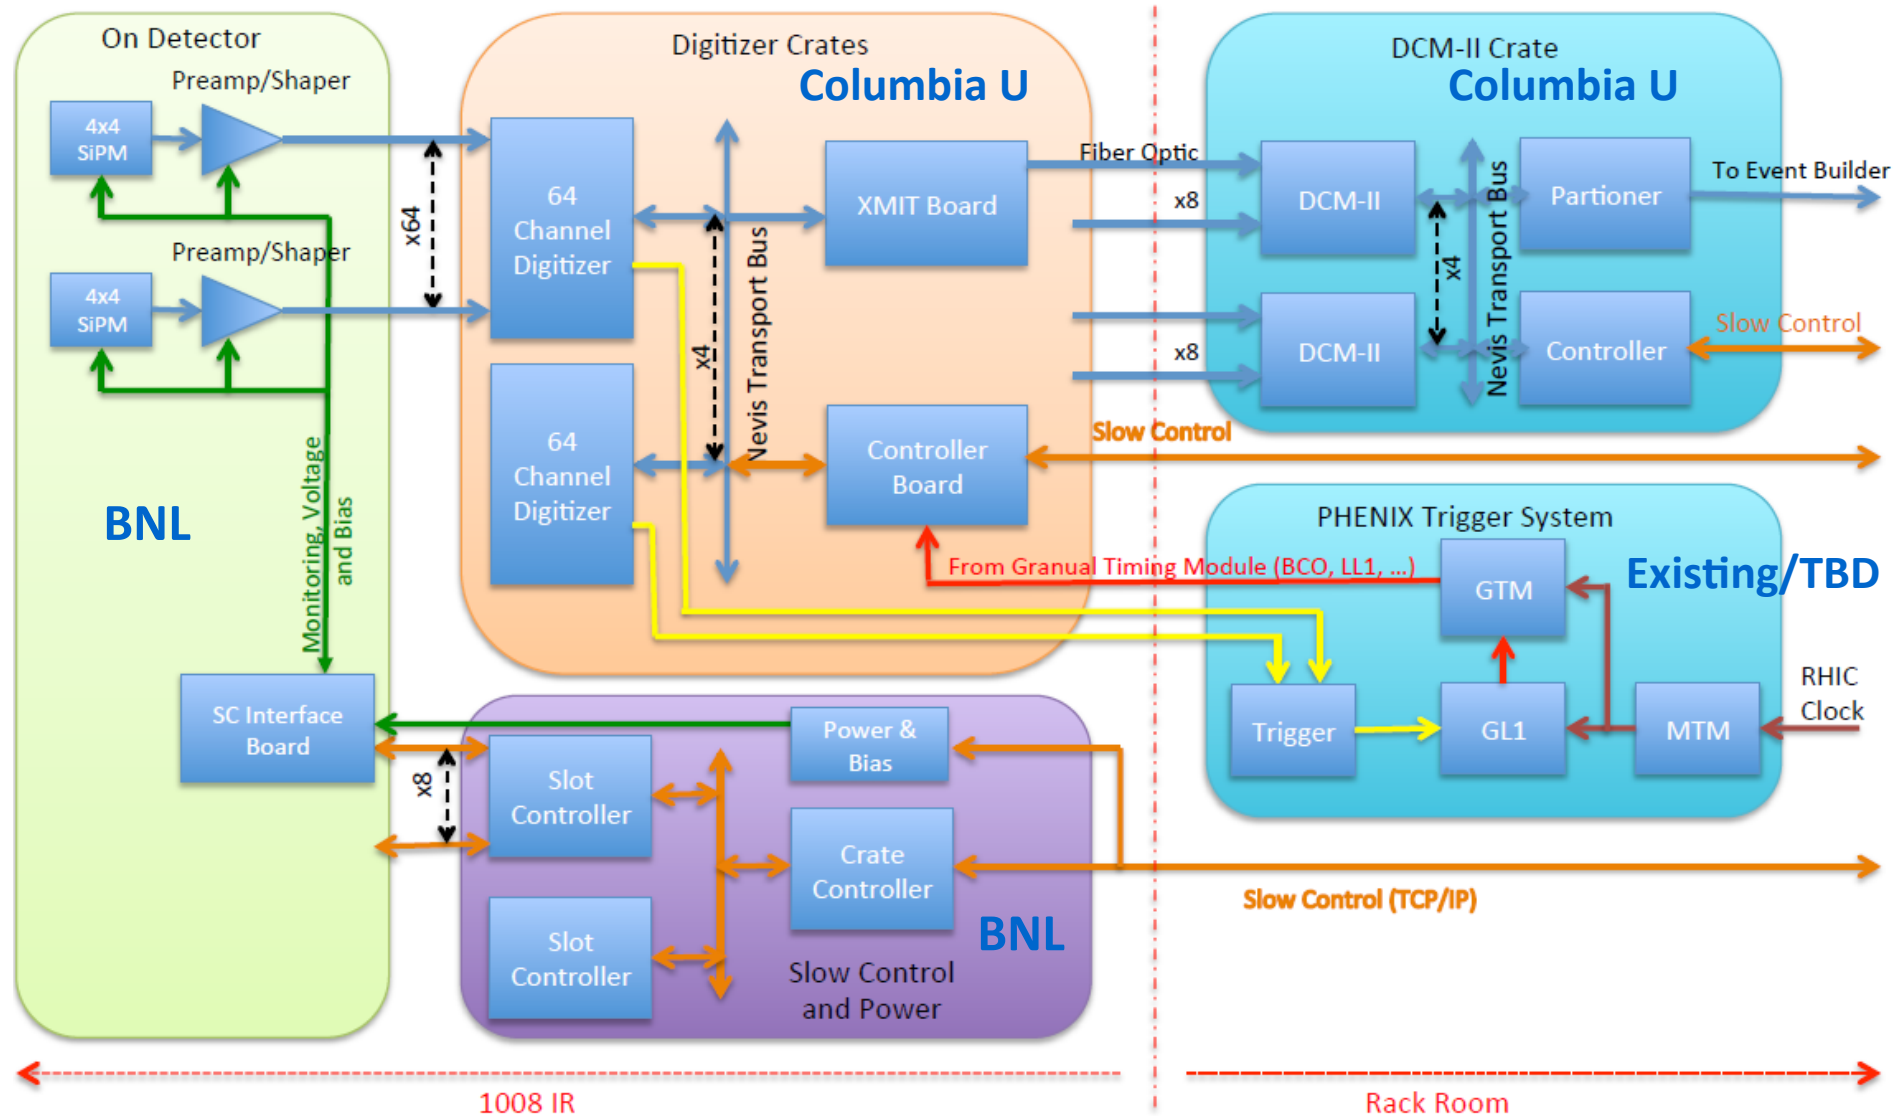 On Detector
Preamp/Shaper
4x4
SiPM
Preamp/Shaper
4x4
SiPM
x64
Monitoring, Voltage
and Bias
BNL
SC Interface
Board
x8
Digitizer Crates
Columbia U
64
Channel
Digitizer
64
Channel
Digitizer
x4
Nevis Transport Bus
XMIT Board
Controller
Board
Fiber Optic
x8
x8
Slow Control
From Granual Timing Module (BCO, LL1, ...)
DCM-II Crate
Columbia U
DCM-II
DCM-II
x4
Nevis Transport Bus
Partioner
Controller
To Event Builder
Slow Control
PHENIX Trigger System
Existing/TBD
GTM
Trigger
GL1
MTM
RHIC
Clock
Power &
Bias
Slot
Controller
Slot
Controller
Crate
Controller
BNL
Slow Control
and Power
Slow Control (TCP/IP)
1008 IR
Rack Room